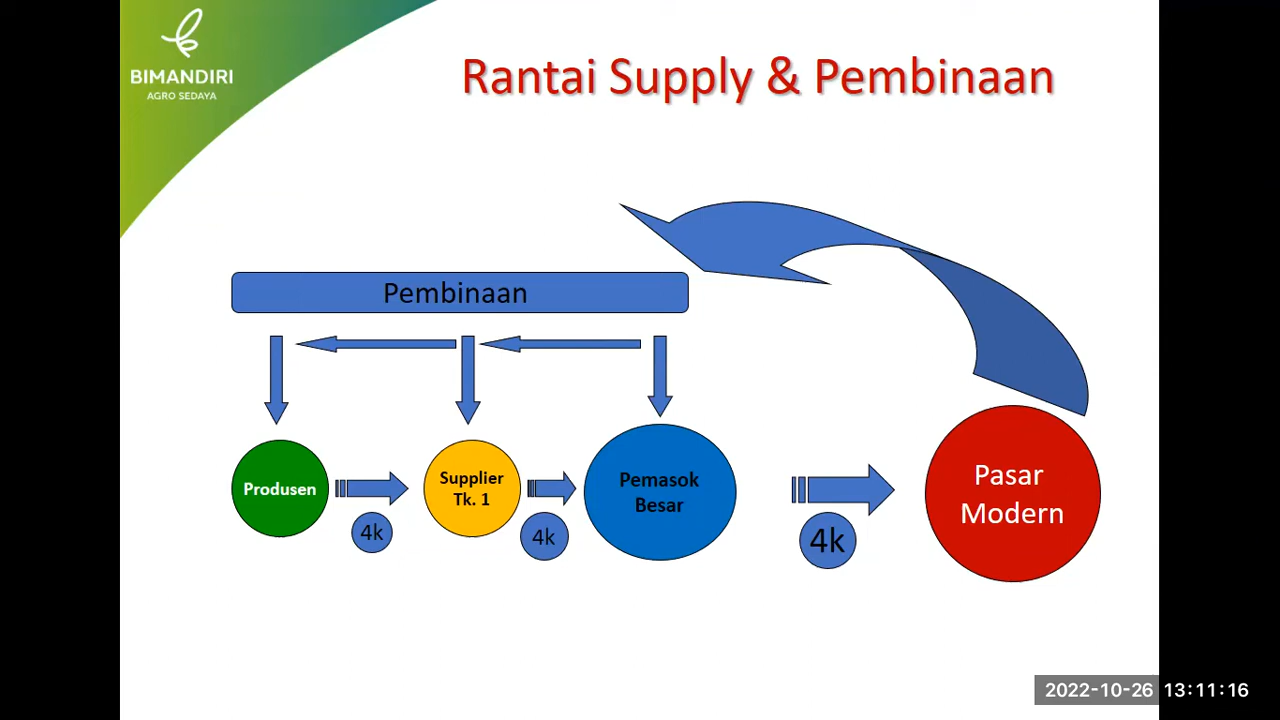 BIMANDIRI
AGRO SEDAYA
Rantai Supply & Pembinaan
Pembinaan
Produsen
4k
Supplier
Tk. 1
4k
Pemasok
Besar
4k
Pasar
Modern
2022-10-26 13:11:16